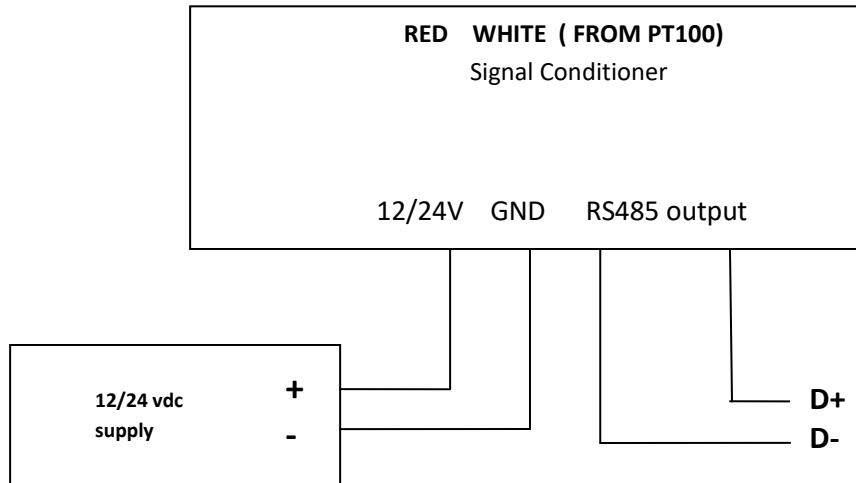 RED WHITE ( FROM PT100)
Signal Conditioner
12/24V GND RS485 output
12/24 vdc +
supply -
D+
D-